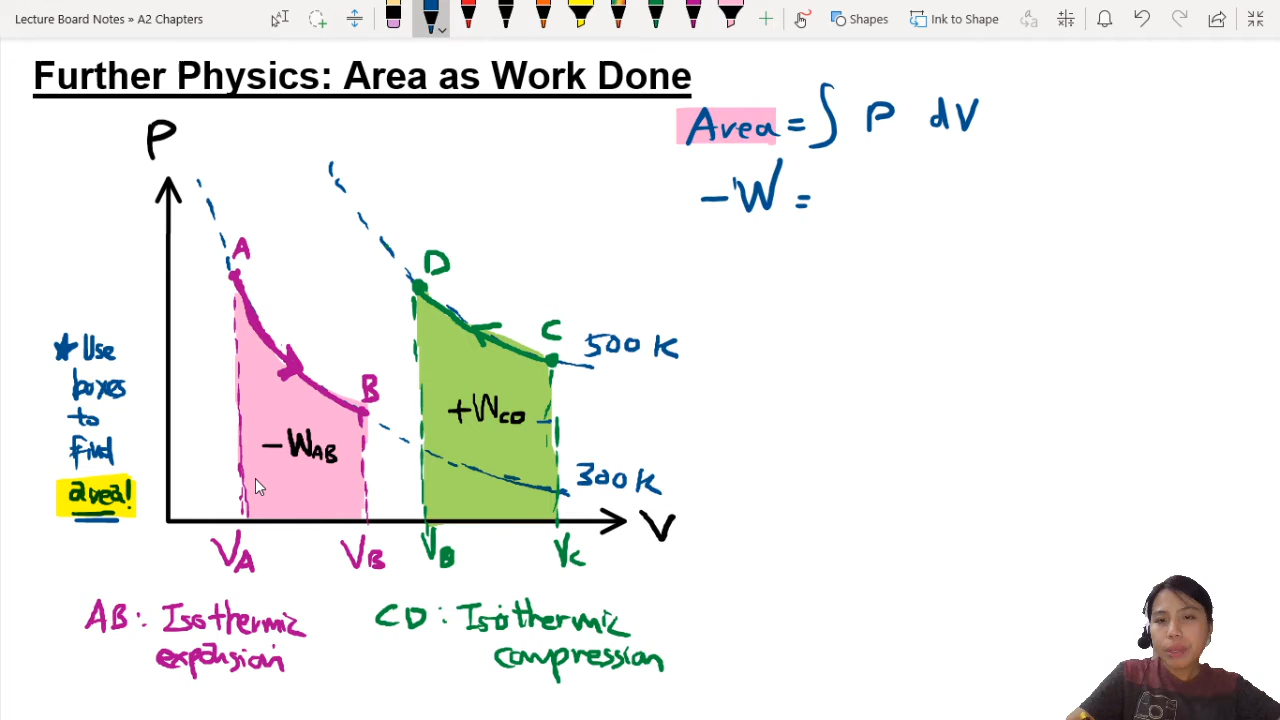 Lecture Board Notes » A2 Chapters
Shapes
Ink to Shape
Further Physics: Area as Work Done
Area = ∫ P dV
-W =
P
A
D
C
B
500 K
300 K
★ Use
boxes
to
find
area!
-W_AB
+W_CD
V
V_A
V_B
V_B
V_C
AB: Isothermic
expansion
CD: Isothermic
compression